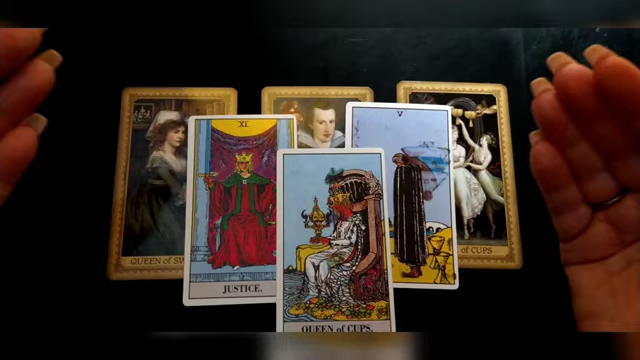 XI
V
QUEEN of SW
of CUPS
JUSTICE.
QUEEN of CUPS.